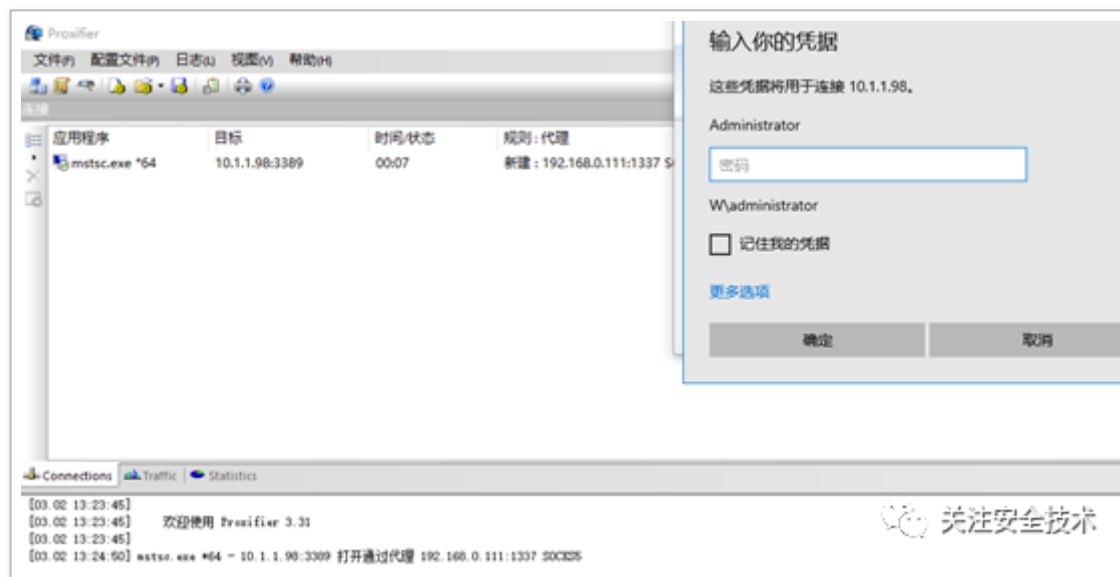 Proxifier
文件(F) 配置文件(P) 日志(L) 视图(V) 帮助(H)
连接
应用程序 目标 时间/状态 规则 : 代理
mstsc.exe *64 10.1.1.98:3389 00:07 新建 : 192.168.0.111:1337 S
输入你的凭据
这些凭据将用于连接 10.1.1.98。
Administrator
密码
W\administrator
记住我的凭据
更多选项
确定 取消
Connections Traffic Statistics
[03.02 13:23:45]
[03.02 13:23:45] 欢迎使用 Proxifier 3.31
[03.02 13:23:45]
[03.02 13:24:50] mstsc.exe *64 - 10.1.1.98:3389 打开通过代理 192.168.0.111:1337 SOCKS5
关注安全技术